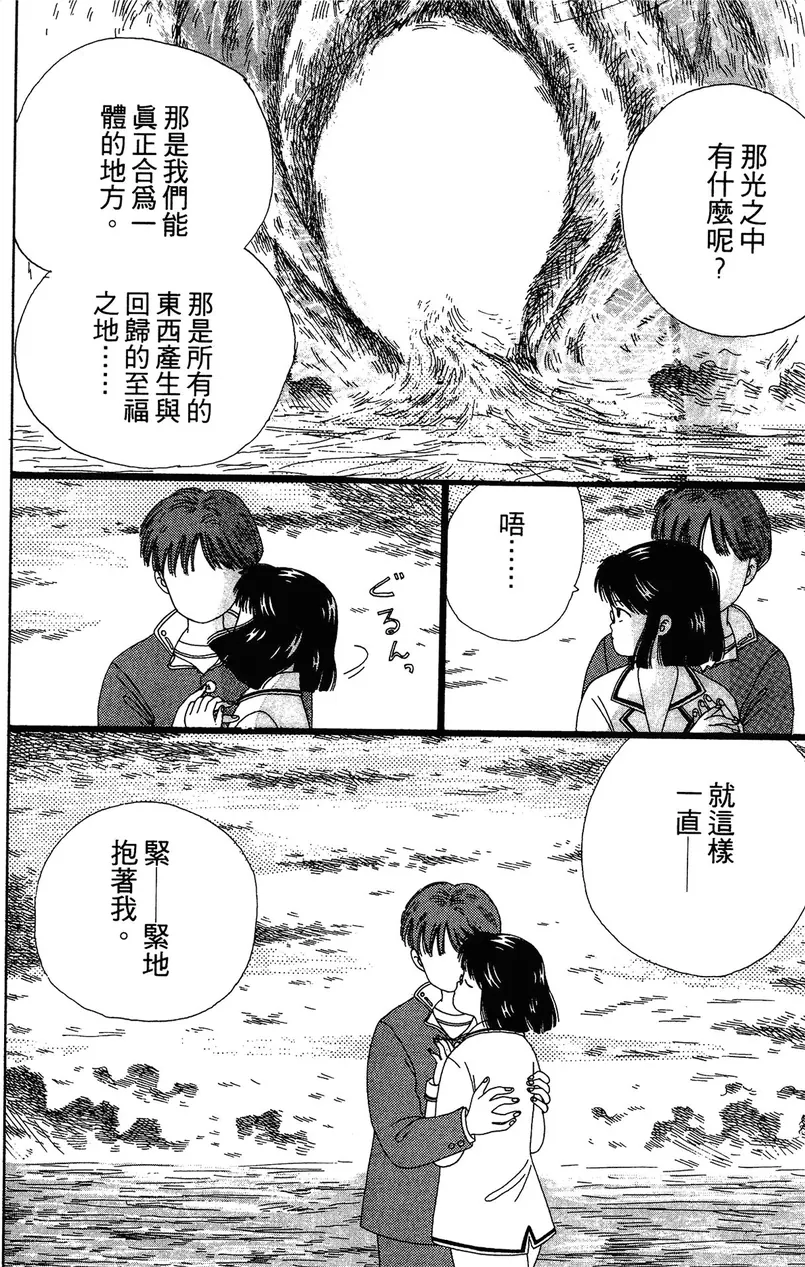 那光之中
有什麼呢?
那是我們能
眞正合爲一
體的地方。
那是所有的
東西產生與
回歸的至福
之地……
唔……
ぐるんっ
就這樣
一直──
緊──緊地
抱著我。